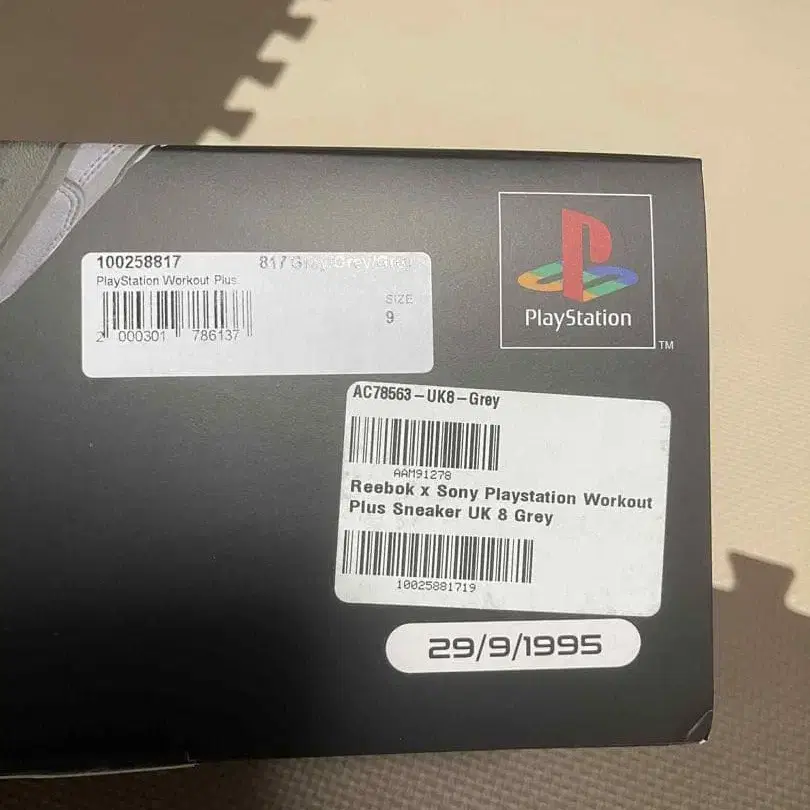 100258817 817 Grey/Grey/Grey
PlayStation Workout Plus
SIZE
9
2 000301 786137
PlayStation
TM
AC78563-UK8-Grey
AAM91278
Reebok x Sony Playstation Workout
Plus Sneaker UK 8 Grey
10025881719
29/9/1995